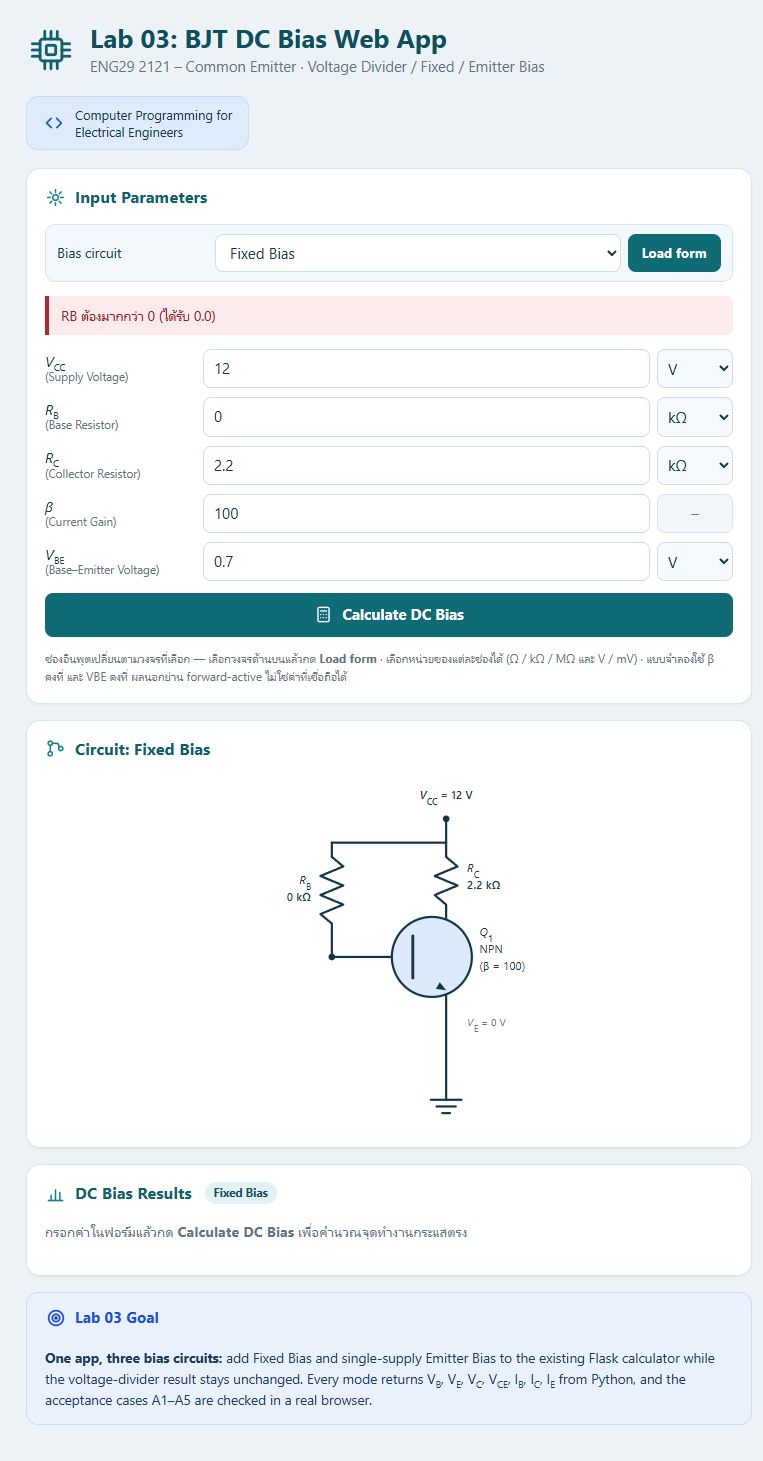 Lab 03: BJT DC Bias Web App
ENG29 2121 – Common Emitter · Voltage Divider / Fixed / Emitter Bias
Computer Programming for
Electrical Engineers
Input Parameters
Bias circuit
Fixed Bias
Load form
RB ต้องมากกว่า 0 (ได้รับ 0.0)
VCC
(Supply Voltage)
12
V
RB
(Base Resistor)
0
kΩ
RC
(Collector Resistor)
2.2
kΩ
β
(Current Gain)
100
–
VBE
(Base–Emitter Voltage)
0.7
V
Calculate DC Bias
ช่องอินพุตเปลี่ยนตามวงจรที่เลือก — เลือกวงจรด้านบนแล้วกด Load form · เลือกหน่วยของแต่ละช่องได้ (Ω / kΩ / MΩ และ V / mV) · แบบจำลองใช้ β
คงที่ และ VBE คงที่ ผลนอกย่าน forward-active ไม่ใช่ค่าที่เชื่อถือได้
Circuit: Fixed Bias
VCC = 12 V
RB
0 kΩ
RC
2.2 kΩ
Q1
NPN
(β = 100)
VE = 0 V
DC Bias Results
Fixed Bias
กรอกค่าในฟอร์มแล้วกด Calculate DC Bias เพื่อคำนวณจุดทำงานกระแสตรง
Lab 03 Goal
One app, three bias circuits: add Fixed Bias and single-supply Emitter Bias to the existing Flask calculator while
the voltage-divider result stays unchanged. Every mode returns VB, VE, VC, VCE, IB, IC, IE from Python, and the
acceptance cases A1–A5 are checked in a real browser.